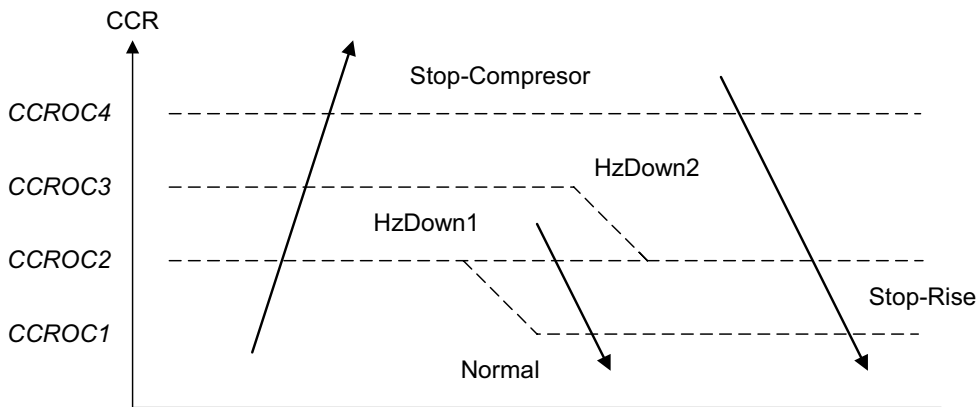 CCR
Stop-Compresor
CCROC4
HzDown2
CCROC3
HzDown1
CCROC2
Stop-Rise
CCROC1
Normal